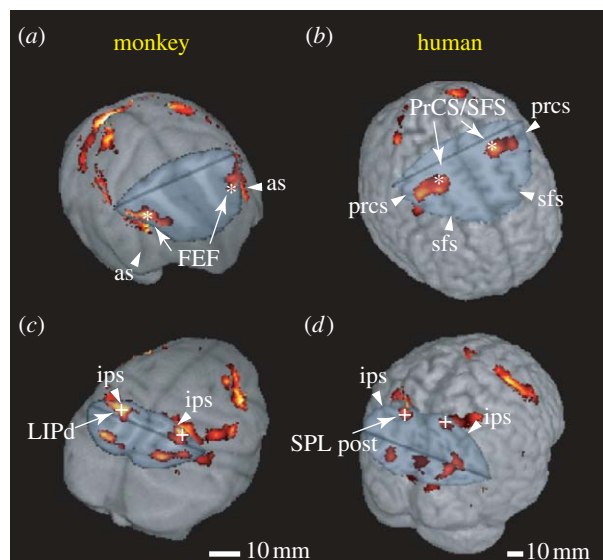 (a) monkey
(b) human
PrCS/SFS
prcs
*
*
*
*
as
prcs
sfs
sfs
as
FEF
(c)
(d)
ips
ips
ips
ips
LIPd
+
+
+
+
SPL post
10 mm
10 mm